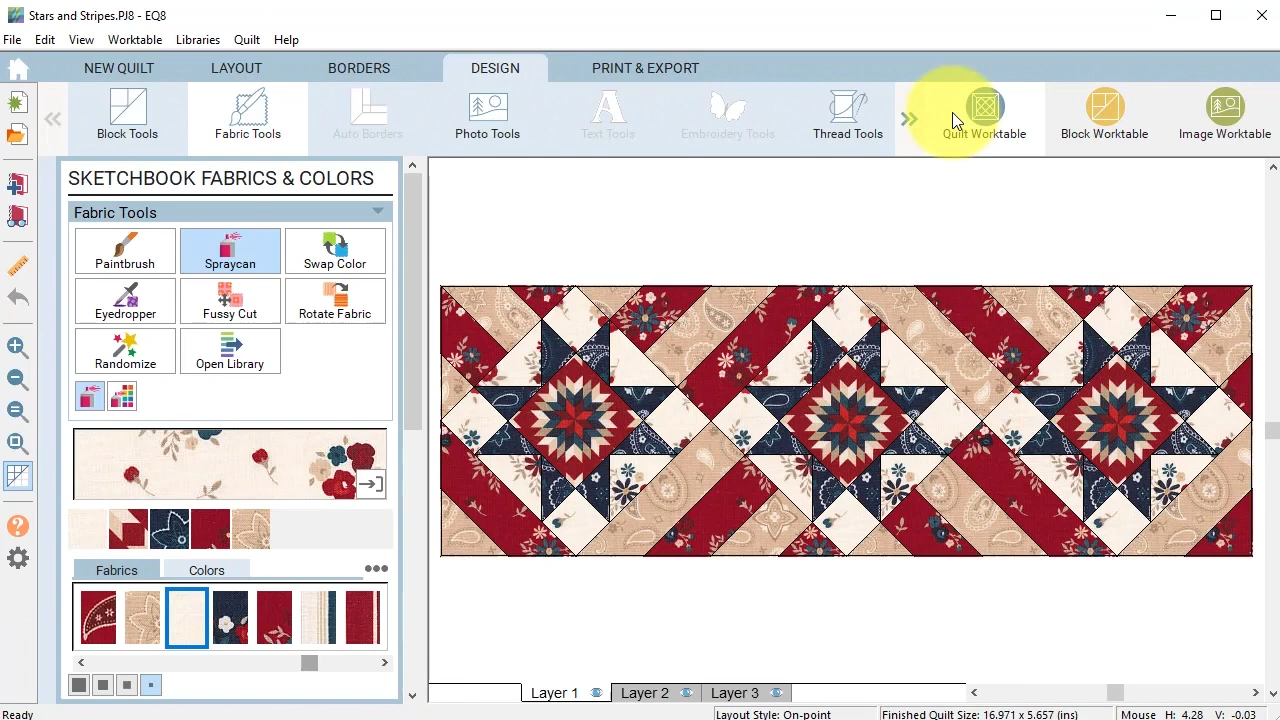 Stars and Stripes.PJ8 - EQ8
File Edit View Worktable Libraries Quilt Help
NEW QUILT LAYOUT BORDERS DESIGN PRINT & EXPORT
Block Tools Fabric Tools Auto Borders Photo Tools Text Tools Embroidery Tools Thread Tools Quilt Worktable Block Worktable Image Worktable
SKETCHBOOK FABRICS & COLORS
Fabric Tools
Paintbrush Spraycan Swap Color
Eyedropper Fussy Cut Rotate Fabric
Randomize Open Library
Fabrics Colors
Layer 1 Layer 2 Layer 3
Ready Layout Style: On-point Finished Quilt Size: 16.971 x 5.657 (ins) Mouse H: 4.28 V: -0.03